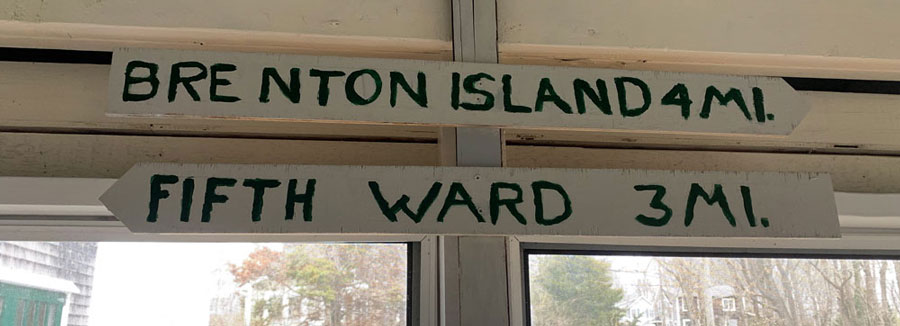 BRENTON ISLAND 4 MI.
FIFTH WARD 3 MI.